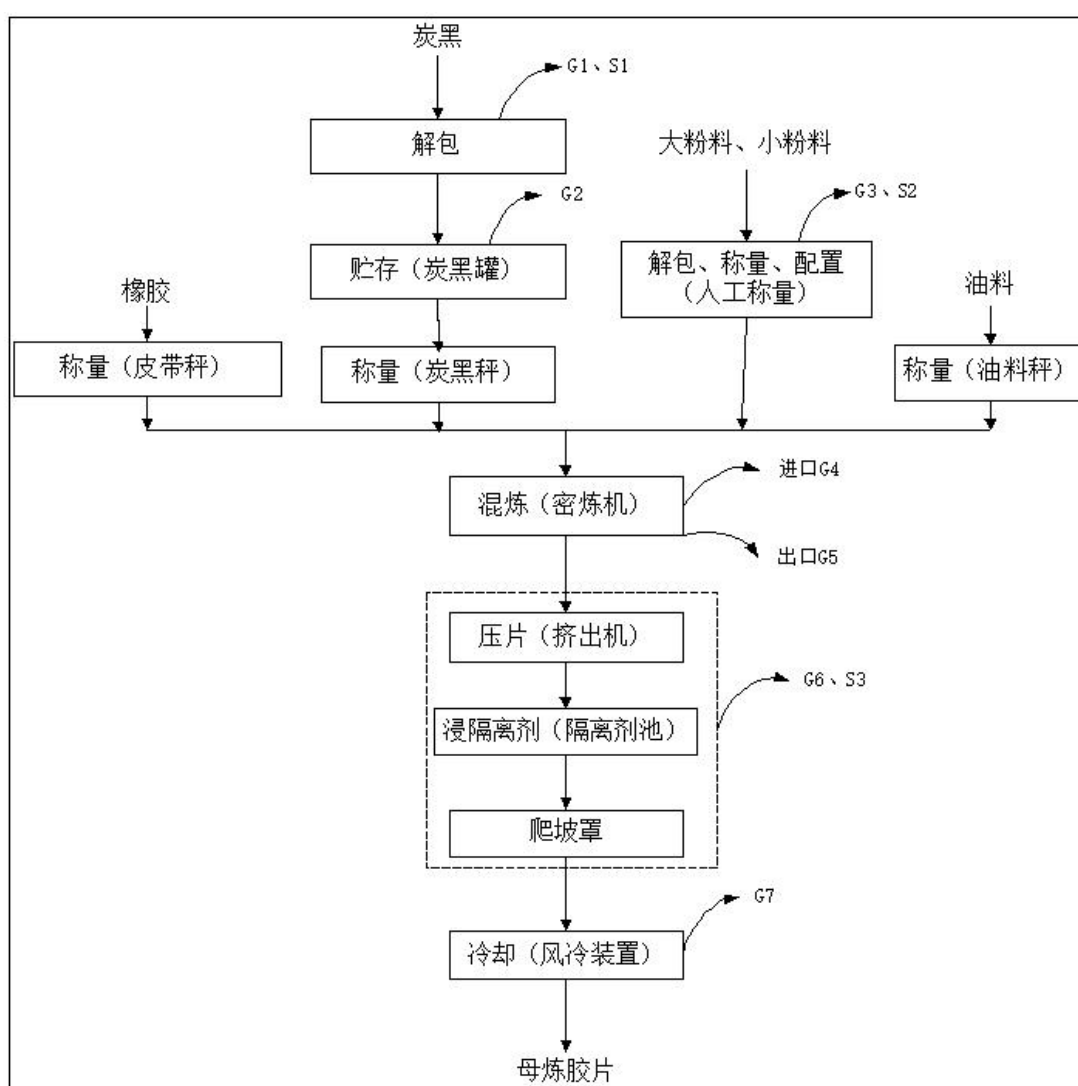 炭黑
G1、S1
解包
大粉料、小粉料
G2
G3、S2
贮存（炭黑罐）
解包、称量、配置
（人工称量）
橡胶
油料
称量（皮带秤）
称量（炭黑秤）
称量（油料秤）
进口G4
混炼（密炼机）
出口G5
压片（挤出机）
G6、S3
浸隔离剂（隔离剂池）
爬坡罩
G7
冷却（风冷装置）
母炼胶片